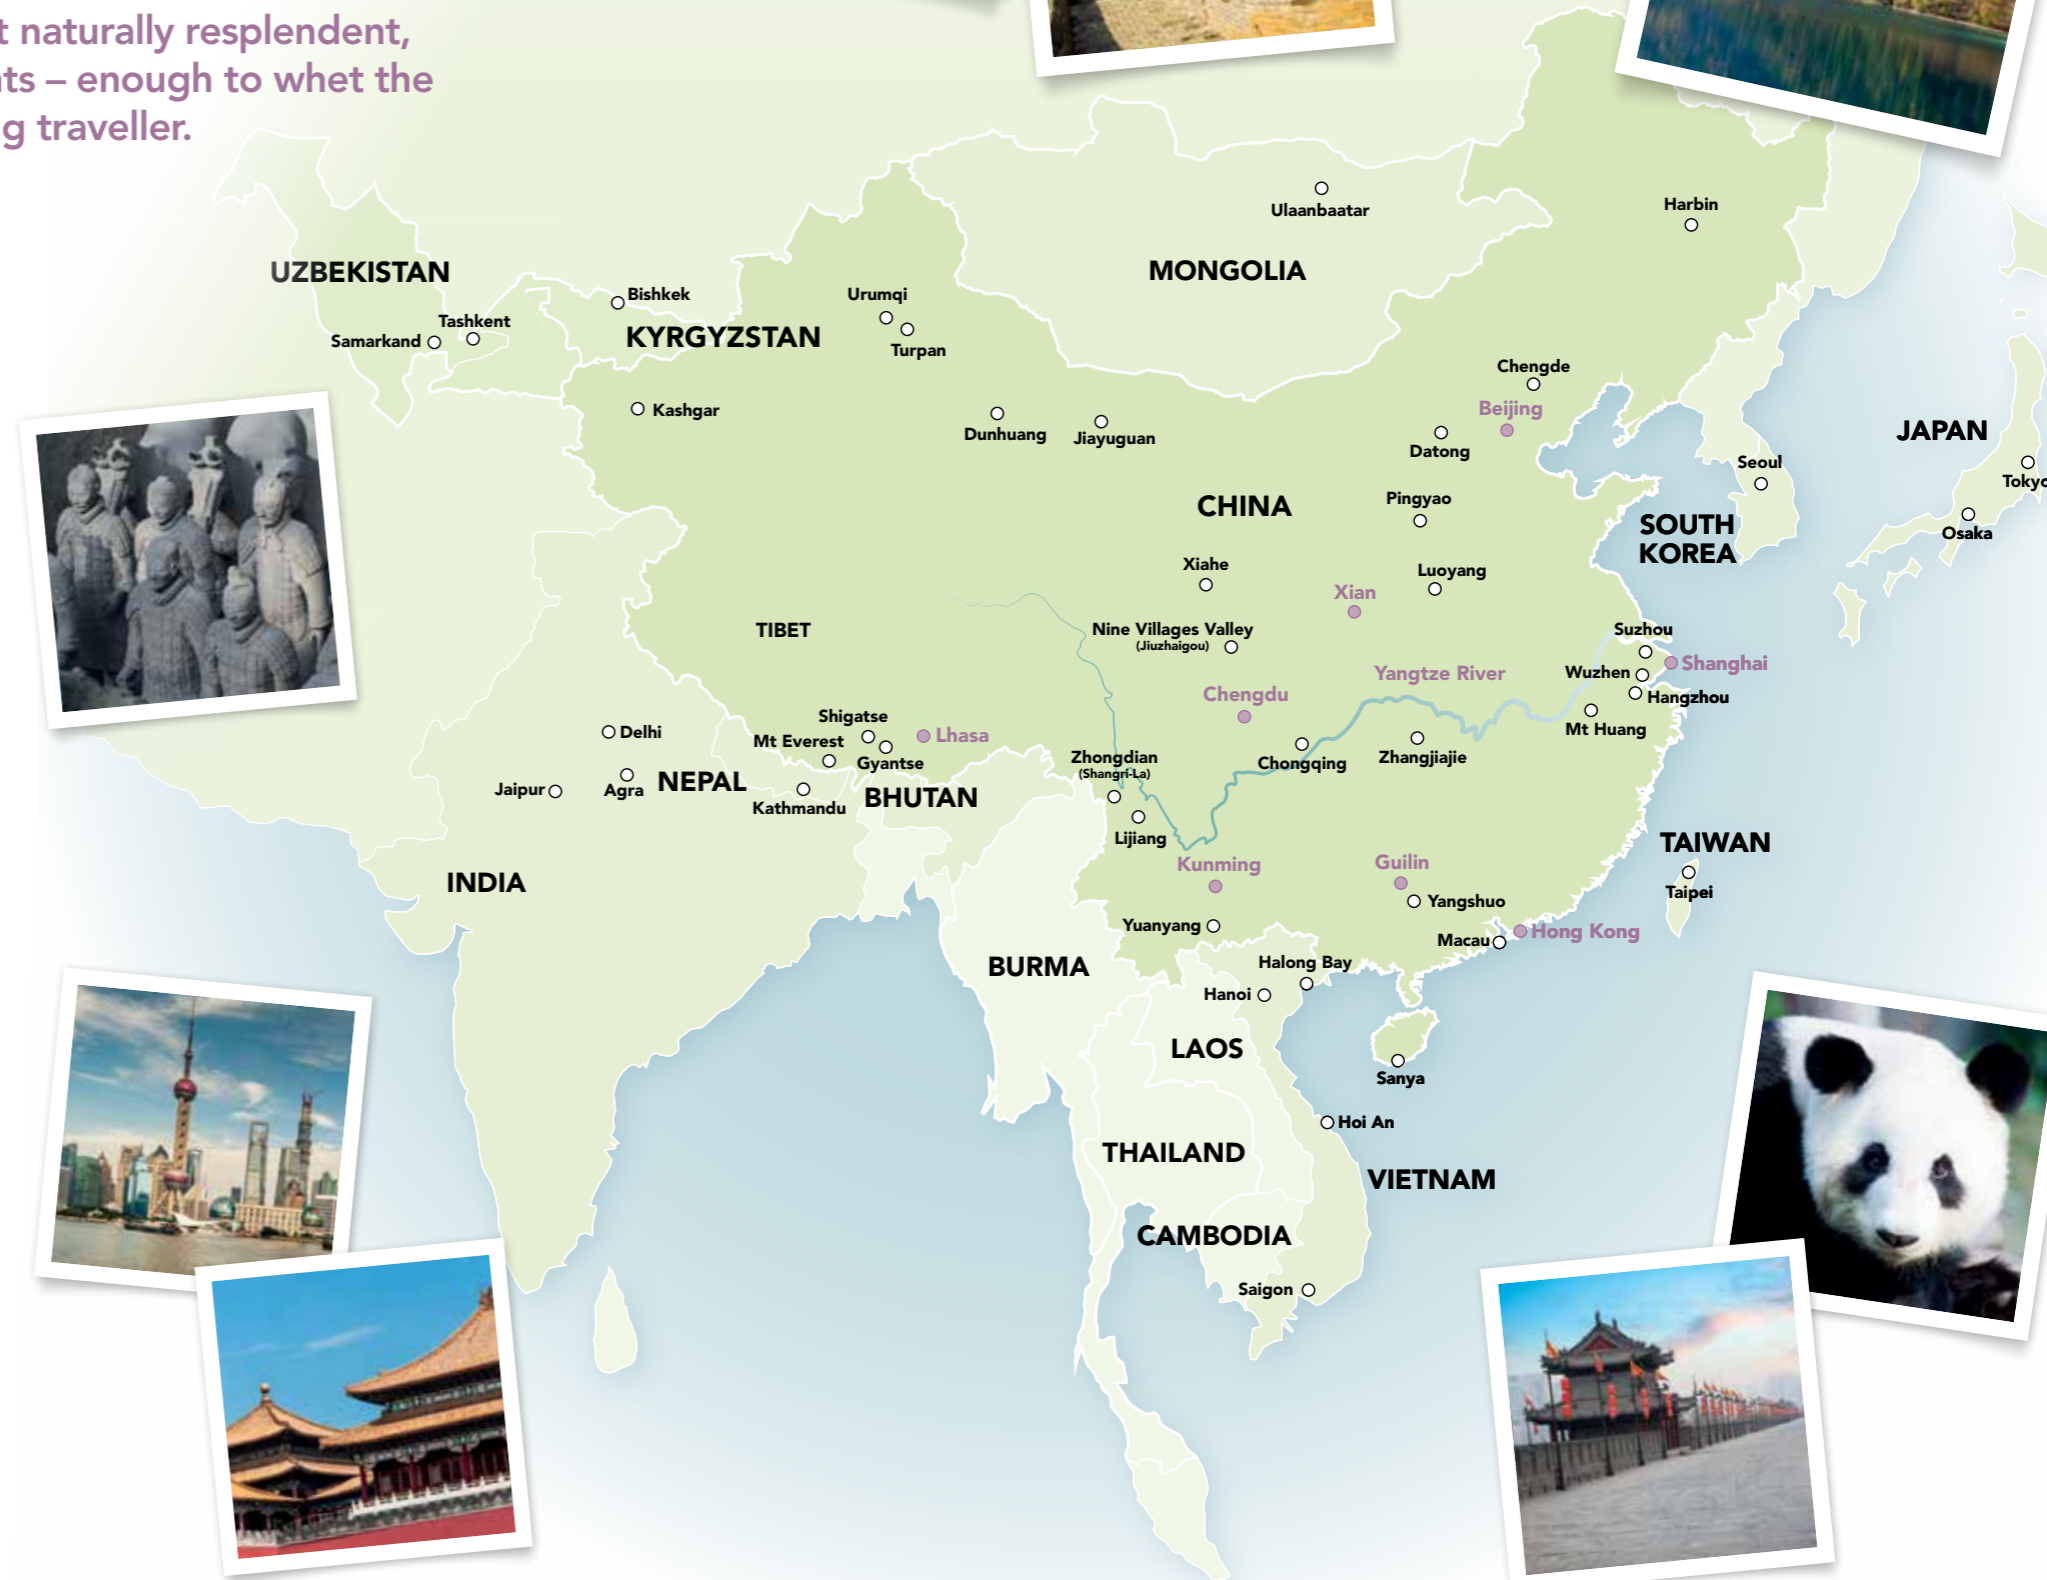 t naturally resplendent,
ts – enough to whet the
g traveller.
Ulaanbaatar
Harbin
UZBEKISTAN
MONGOLIA
Bishkek
Urumqi
Tashkent
Samarkand
KYRGYZSTAN
Turpan
Chengde
Kashgar
Beijing
Dunhuang
Jiayuguan
JAPAN
Datong
Seoul
Tokyo
Pingyao
CHINA
SOUTH
KOREA
Osaka
Xiahe
Luoyang
Xian
TIBET
Nine Villages Valley
(Jiuzhaigou)
Suzhou
Shanghai
Yangtze River
Wuzhen
Chengdu
Hangzhou
Shigatse
Mt Huang
Delhi
Lhasa
Mt Everest
Gyantse
Zhongdian
(Shangri-La)
Chongqing
Zhangjiajie
Jaipur
Agra
NEPAL
Kathmandu
BHUTAN
Lijiang
TAIWAN
Kunming
Guilin
INDIA
Taipei
Yangshuo
Yuanyang
Macau
Hong Kong
BURMA
Halong Bay
Hanoi
LAOS
Sanya
Hoi An
THAILAND
VIETNAM
CAMBODIA
Saigon